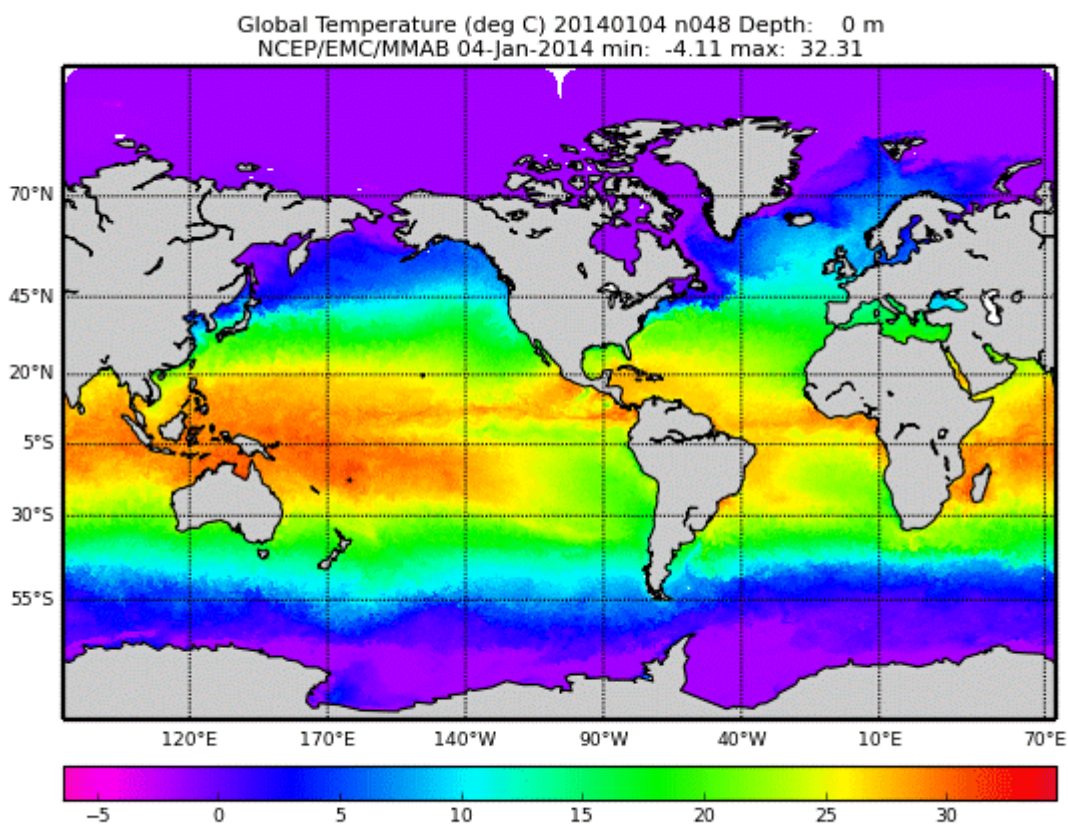 Global Temperature (deg C) 20140104 n048 Depth: 0 m
NCEP/EMC/MMAB 04-Jan-2014 min: -4.11 max: 32.31
70°N
45°N
20°N
5°S
30°S
55°S
120°E 170°E 140°W 90°W 40°W 10°E 70°E
−5 0 5 10 15 20 25 30